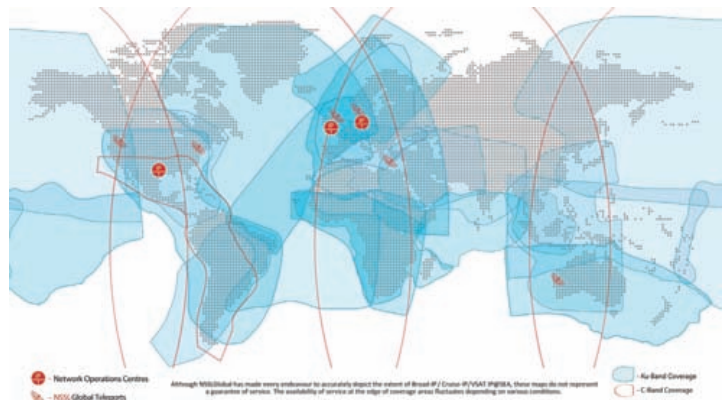 - Network Operations Centres
- NSSLGlobal Teleports
Although NSSLGlobal has made every endeavour to accurately depict the extent of Broad-IP / Cruise-IP/VSAT IP@SEA, these maps do not represent
a guarantee of service. The availability of service at the edge of coverage areas fluctuates depending on various conditions.
- Ku-Band Coverage
- C-Band Coverage